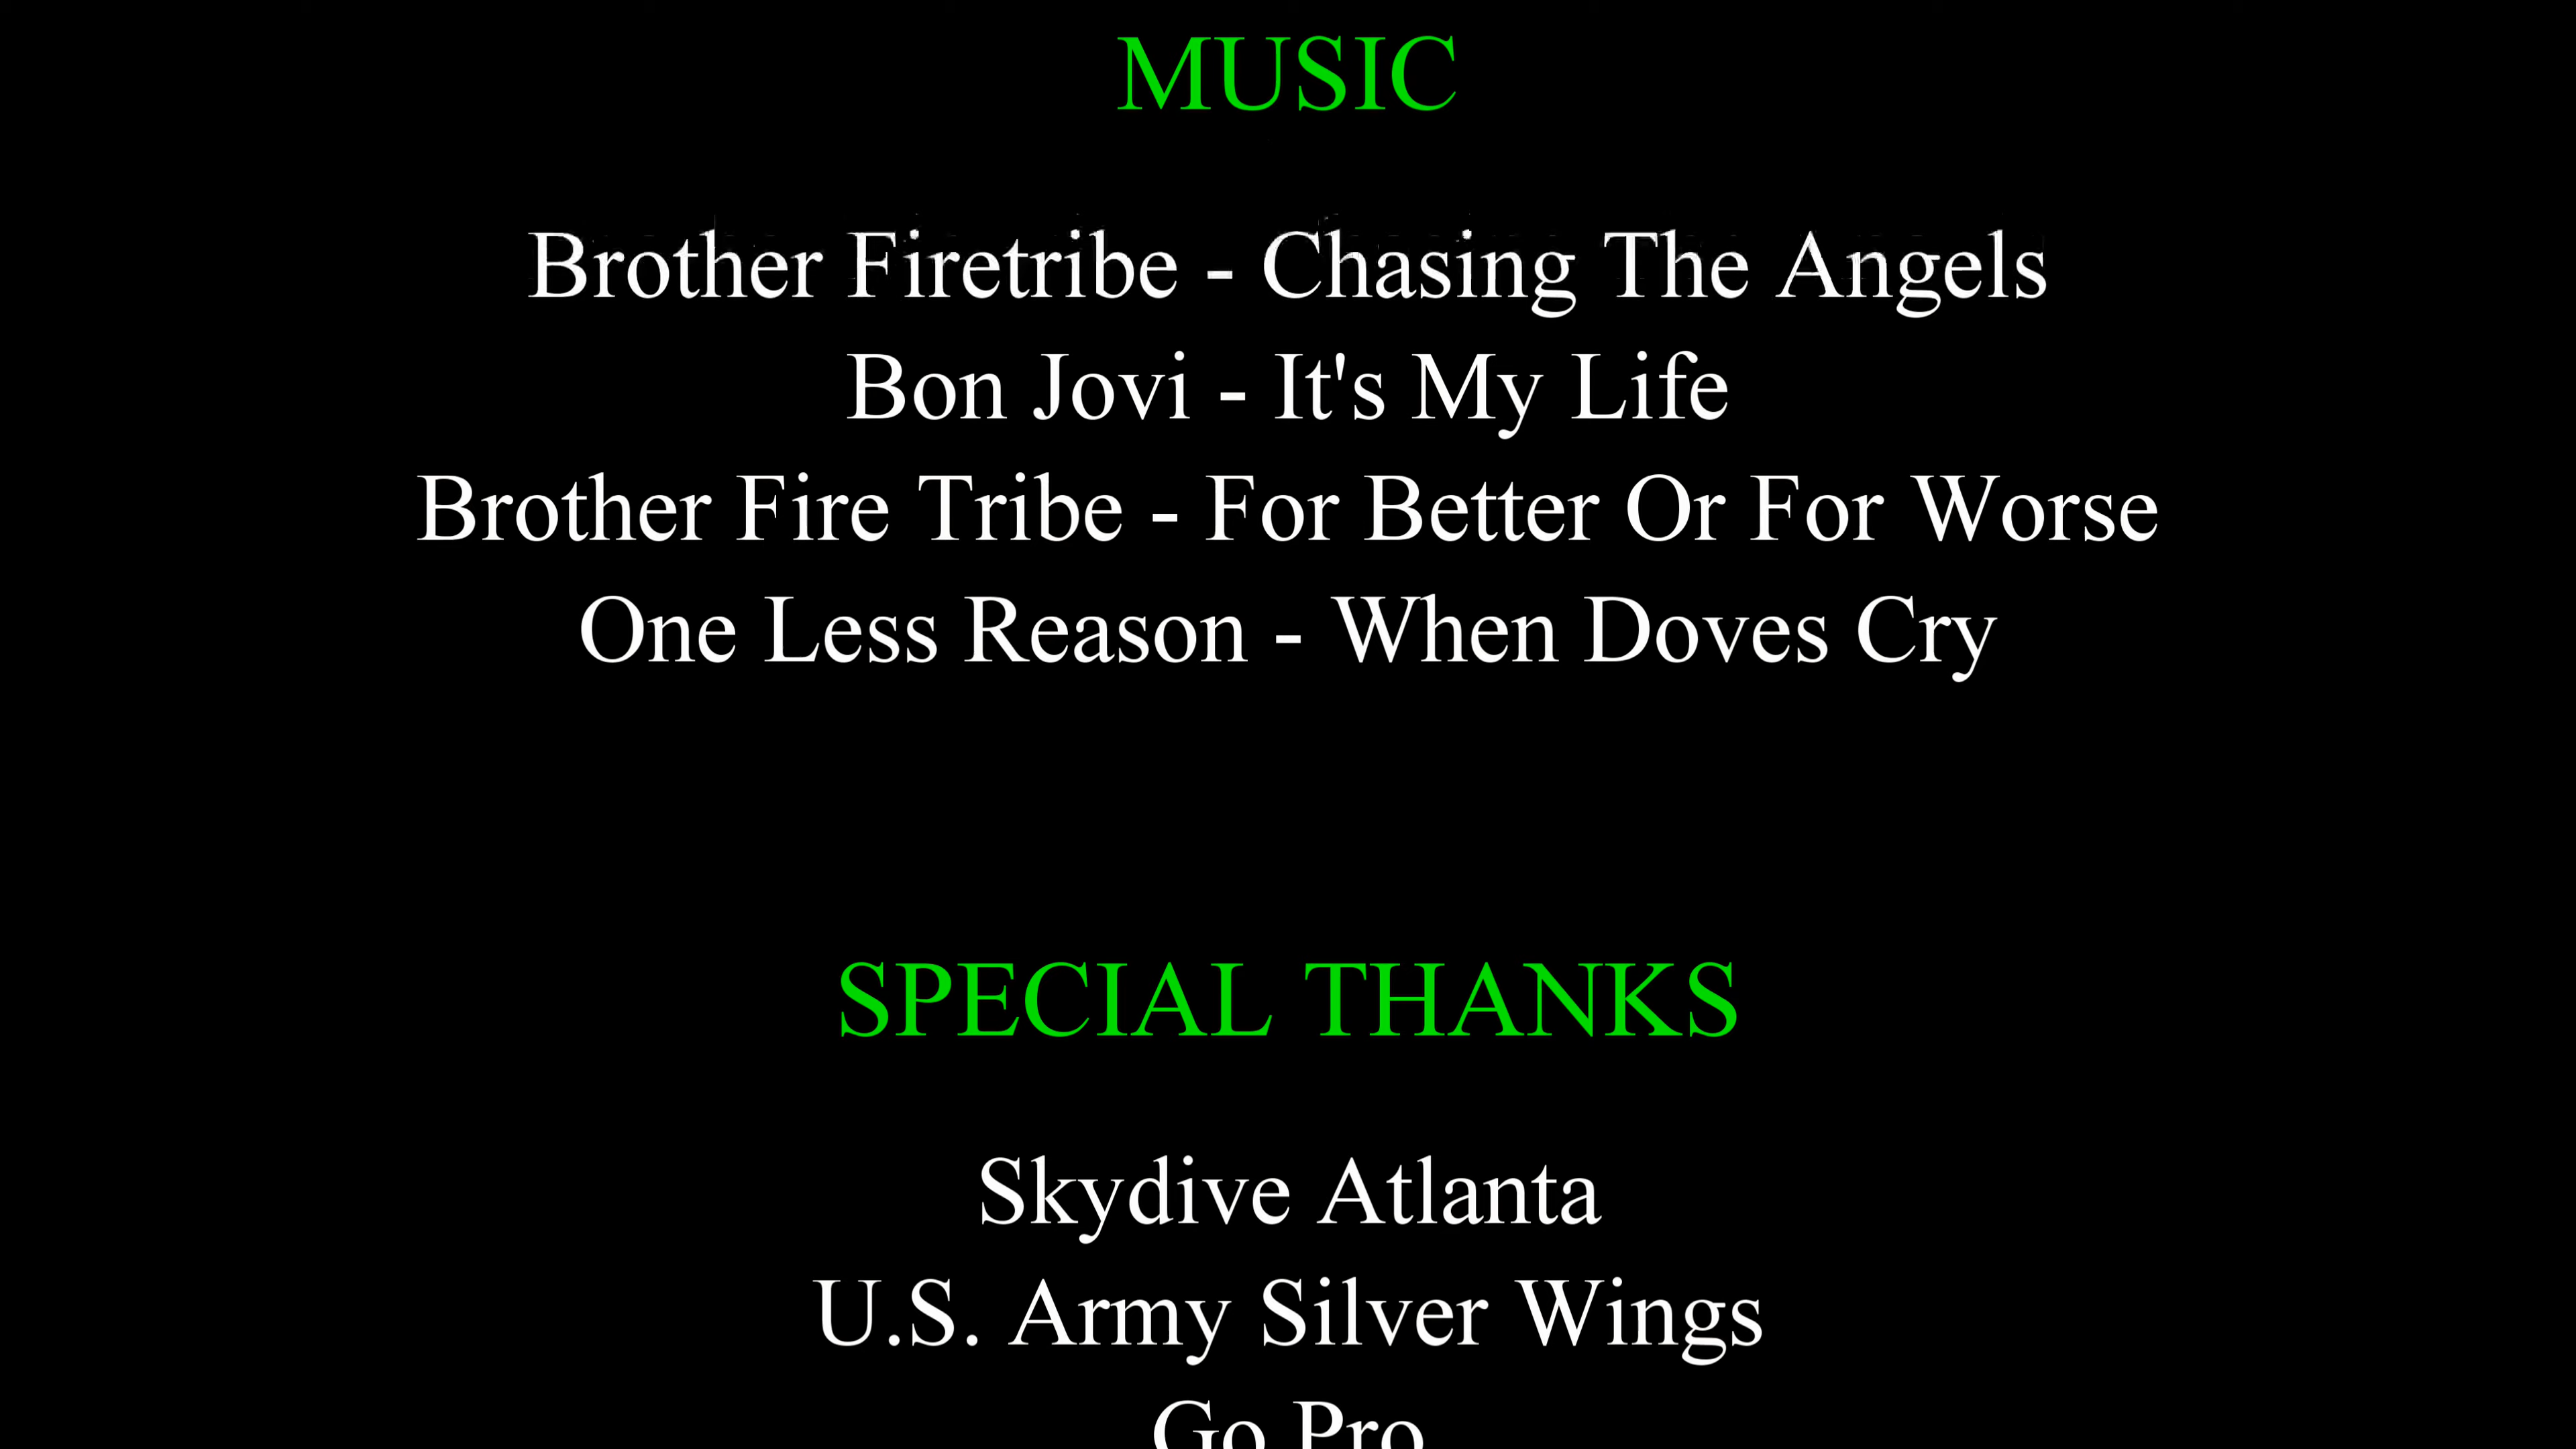 MUSIC
Brother Firetribe - Chasing The Angels
Bon Jovi - It's My Life
Brother Fire Tribe - For Better Or For Worse
One Less Reason - When Doves Cry
SPECIAL THANKS
Skydive Atlanta
U.S. Army Silver Wings
Go Pro